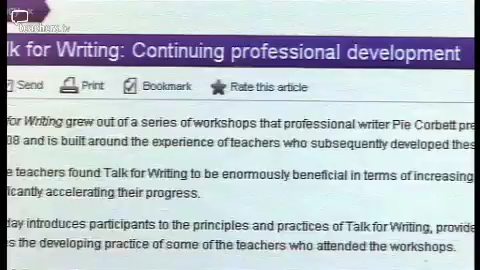 teachers.tv
Talk for Writing: Continuing professional development
Send Print Bookmark Rate this article
for Writing grew out of a series of workshops that professional writer Pie Corbett pre
08 and is built around the experience of teachers who subsequently developed thes
e teachers found Talk for Writing to be enormously beneficial in terms of increasing
ficantly accelerating their progress.
day introduces participants to the principles and practices of Talk for Writing, provide
es the developing practice of some of the teachers who attended the workshops.